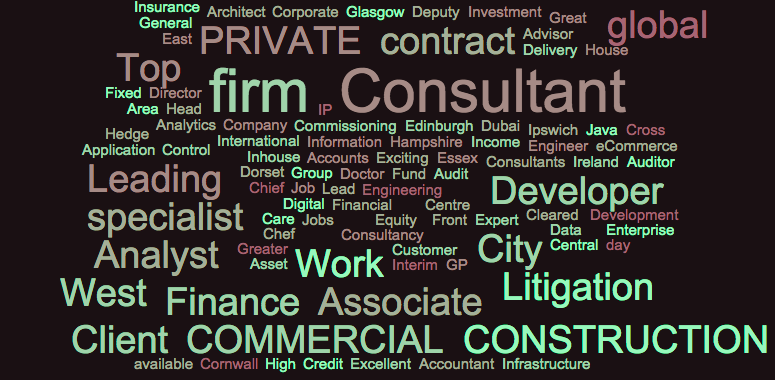 Insurance Architect Corporate Glasgow Deputy Investment Great
General PRIVATE contract Advisor global
East Delivery House
Top firm IP Consultant
Fixed Director
Area Head
Analytics Company Commissioning Edinburgh Dubai Ipswich Java Cross
Hedge International Information Hampshire Income Engineer eCommerce
Application Control
Inhouse Accounts Exciting Essex Consultants Ireland Auditor
Leading Dorset Group Doctor Fund Audit Developer
Chief Job Lead Engineering
Digital Financial Centre
specialist Care Jobs Equity Front Expert Cleared Development
Chef Consultancy Data Enterprise
Analyst Greater Customer City Central day
Asset Work Interim GP
West Finance Associate Litigation
Client COMMERCIAL CONSTRUCTION
available Cornwall High Credit Excellent Accountant Infrastructure